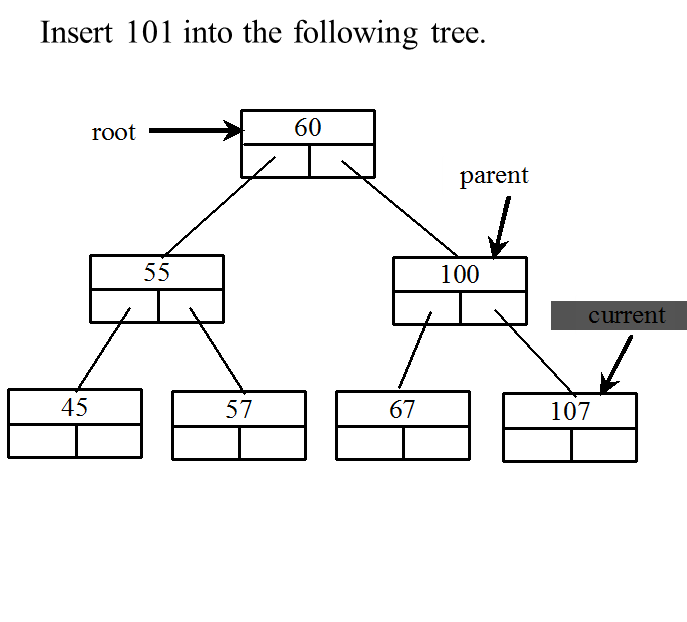 Insert 101 into the following tree.
root
60
parent
55
100
current
45
57
67
107